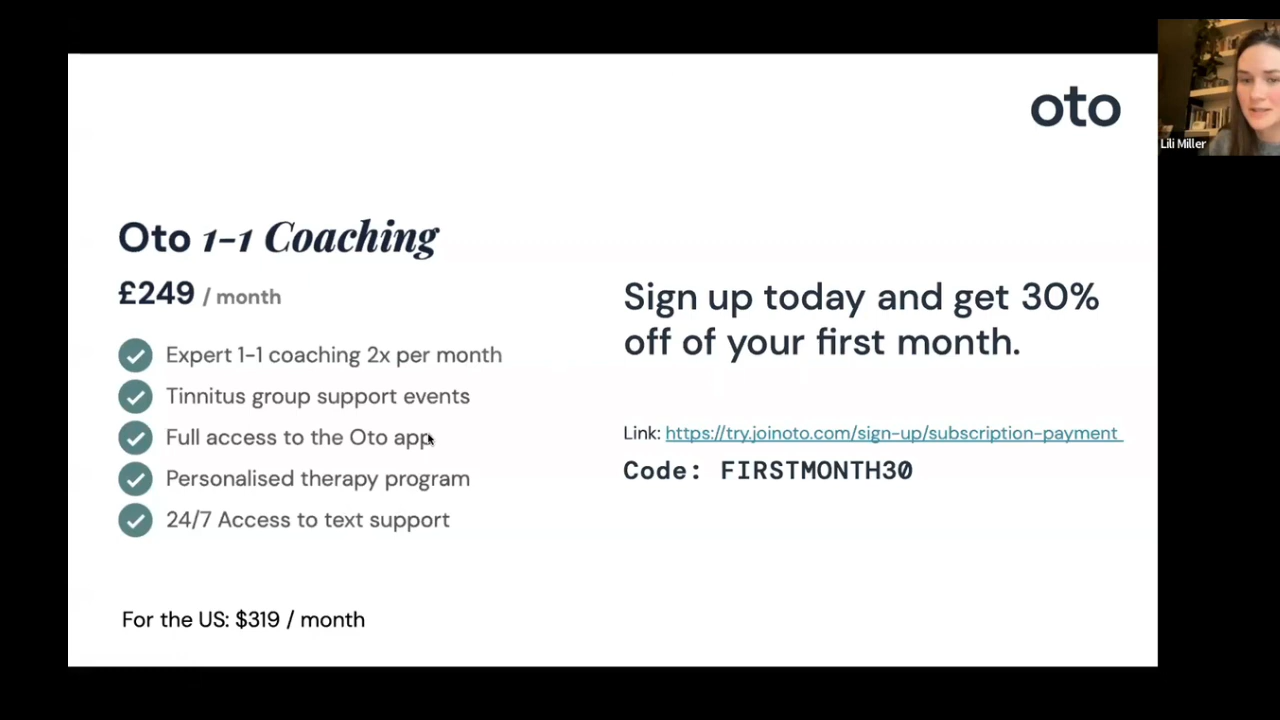 oto
Lili Miller
Oto 1-1 Coaching
£249 / month
Expert 1-1 coaching 2x per month
Tinnitus group support events
Full access to the Oto app
Personalised therapy program
24/7 Access to text support
For the US: $319 / month
Sign up today and get 30%
off of your first month.
Link: https://try.joinoto.com/sign-up/subscription-payment
Code: FIRSTMONTH30